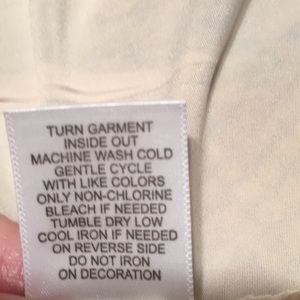 TURN GARMENT
INSIDE OUT
MACHINE WASH COLD
GENTLE CYCLE
WITH LIKE COLORS
ONLY NON-CHLORINE
BLEACH IF NEEDED
TUMBLE DRY LOW
COOL IRON IF NEEDED
ON REVERSE SIDE
DO NOT IRON
ON DECORATION